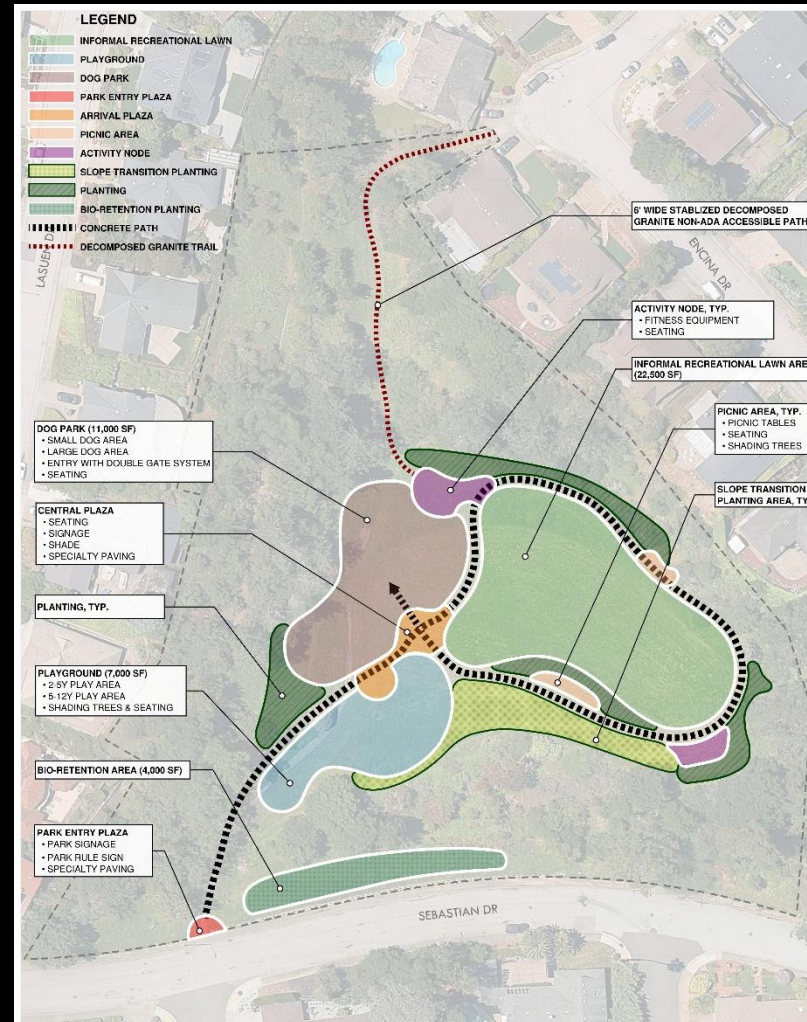 LEGEND
INFORMAL RECREATIONAL LAWN
PLAYGROUND
DOG PARK
PARK ENTRY PLAZA
ARRIVAL PLAZA
PICNIC AREA
ACTIVITY NODE
SLOPE TRANSITION PLANTING
PLANTING
BIO-RETENTION PLANTING
CONCRETE PATH
DECOMPOSED GRANITE TRAIL
LASUEN D
6' WIDE STABLIZED DECOMPOSED
GRANITE NON-ADA ACCESSIBLE PATH
ENCINA DR
ACTIVITY NODE, TYP.
• FITNESS EQUIPMENT
• SEATING
INFORMAL RECREATIONAL LAWN AREA
(22,500 SF)
PICNIC AREA, TYP.
• PICNIC TABLES
• SEATING
• SHADING TREES
SLOPE TRANSITION
PLANTING AREA, TY
DOG PARK (11,000 SF)
• SMALL DOG AREA
• LARGE DOG AREA
• ENTRY WITH DOUBLE GATE SYSTEM
• SEATING
CENTRAL PLAZA
• SEATING
• SIGNAGE
• SHADE
• SPECIALTY PAVING
PLANTING, TYP.
PLAYGROUND (7,000 SF)
• 2-5Y PLAY AREA
• 5-12Y PLAY AREA
• SHADING TREES & SEATING
BIO-RETENTION AREA (4,000 SF)
PARK ENTRY PLAZA
• PARK SIGNAGE
• PARK RULE SIGN
• SPECIALTY PAVING
SEBASTIAN DR